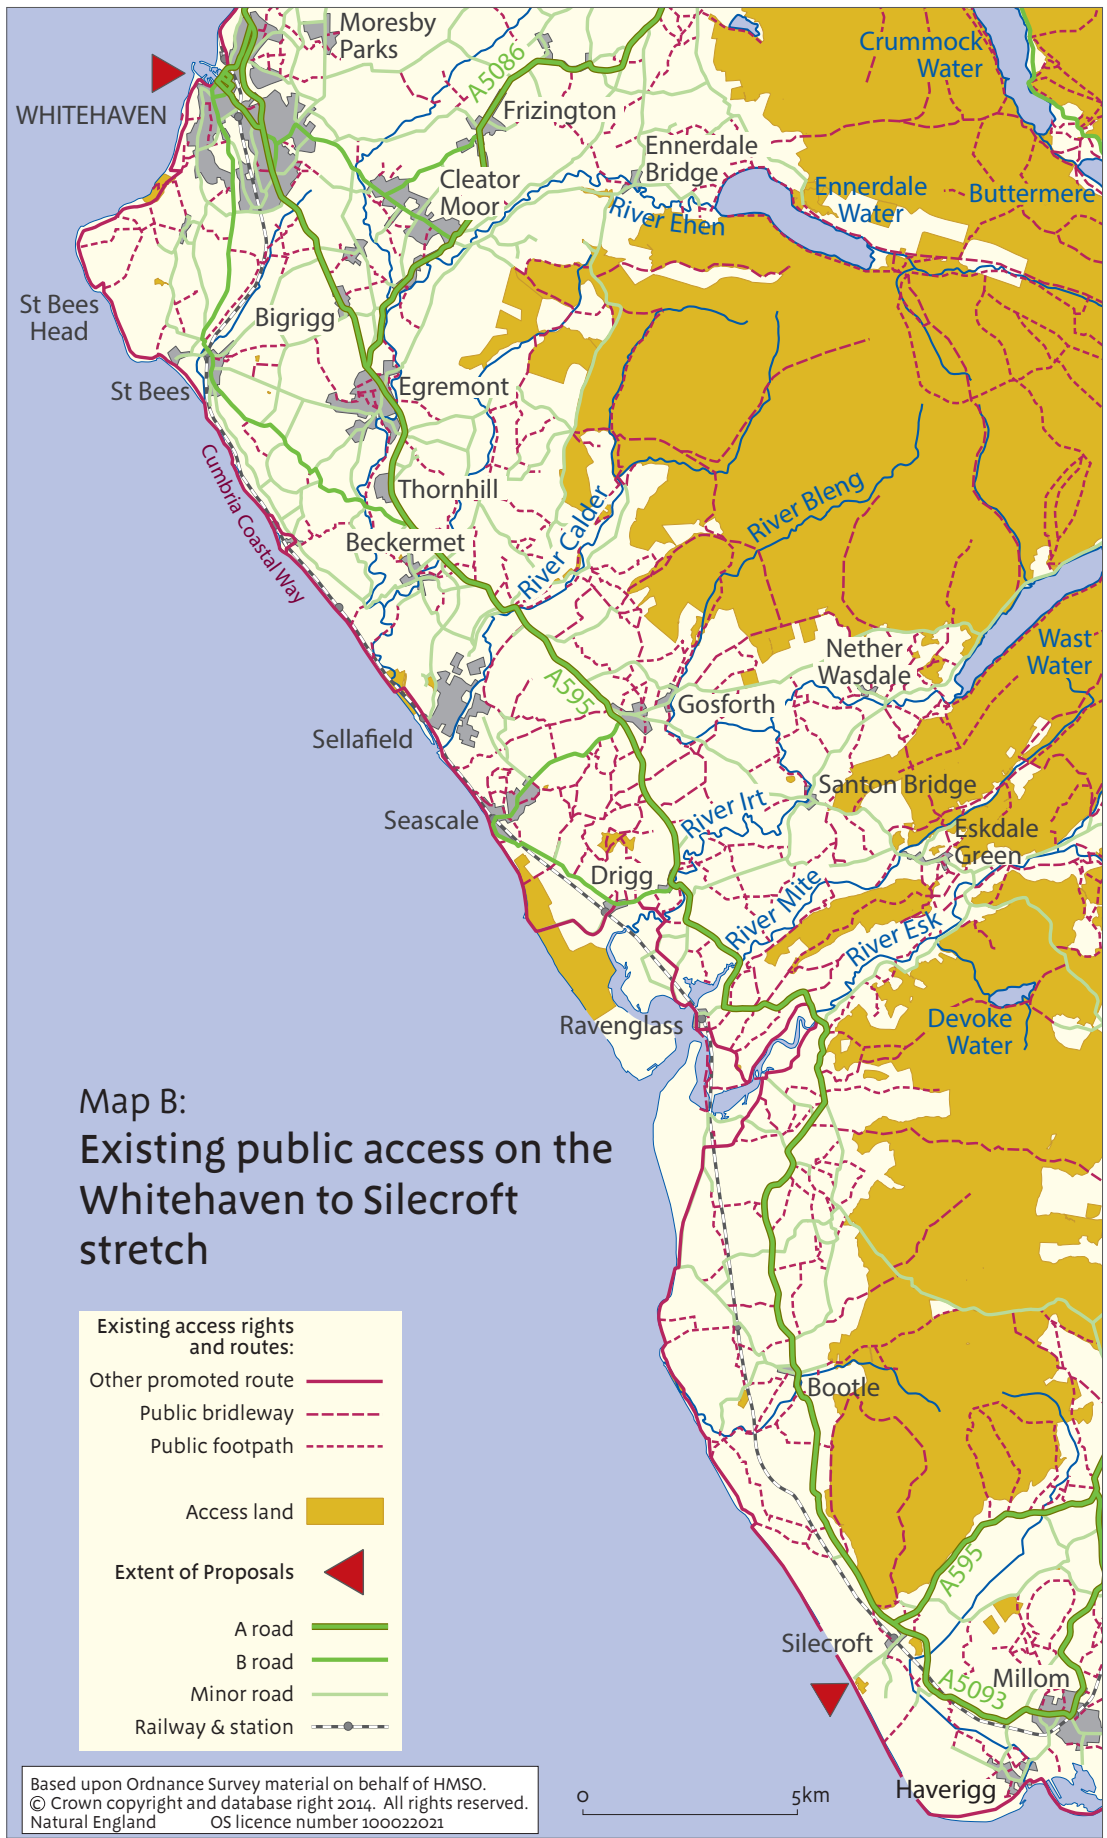 Moresby
Parks
Crummock
Water
A5086
WHITEHAVEN
Frizington
Ennerdale
Bridge
Cleator
Moor
Ennerdale
Water
Buttermere
River Ehen
St Bees
Head
Bigrigg
St Bees
Egremont
Cumbria Coastal Way
Thornhill
River Calder
River Bleng
Beckermet
Nether
Wasdale
Wast
Water
A595
Gosforth
Sellafield
Santon Bridge
River Irt
Seascale
Eskdale
Green
Drigg
River Mite
River Esk
Ravenglass
Devoke
Water
Map B:
Existing public access on the
Whitehaven to Silecroft
stretch
Existing access rights
and routes:
Other promoted route
Public bridleway
Public footpath
Access land
Extent of Proposals
A road
B road
Minor road
Railway & station
Bootle
A595
Silecroft
Millom
A5093
Haverigg
Based upon Ordnance Survey material on behalf of HMSO.
© Crown copyright and database right 2014. All rights reserved.
Natural England OS licence number 100022021
0 5km